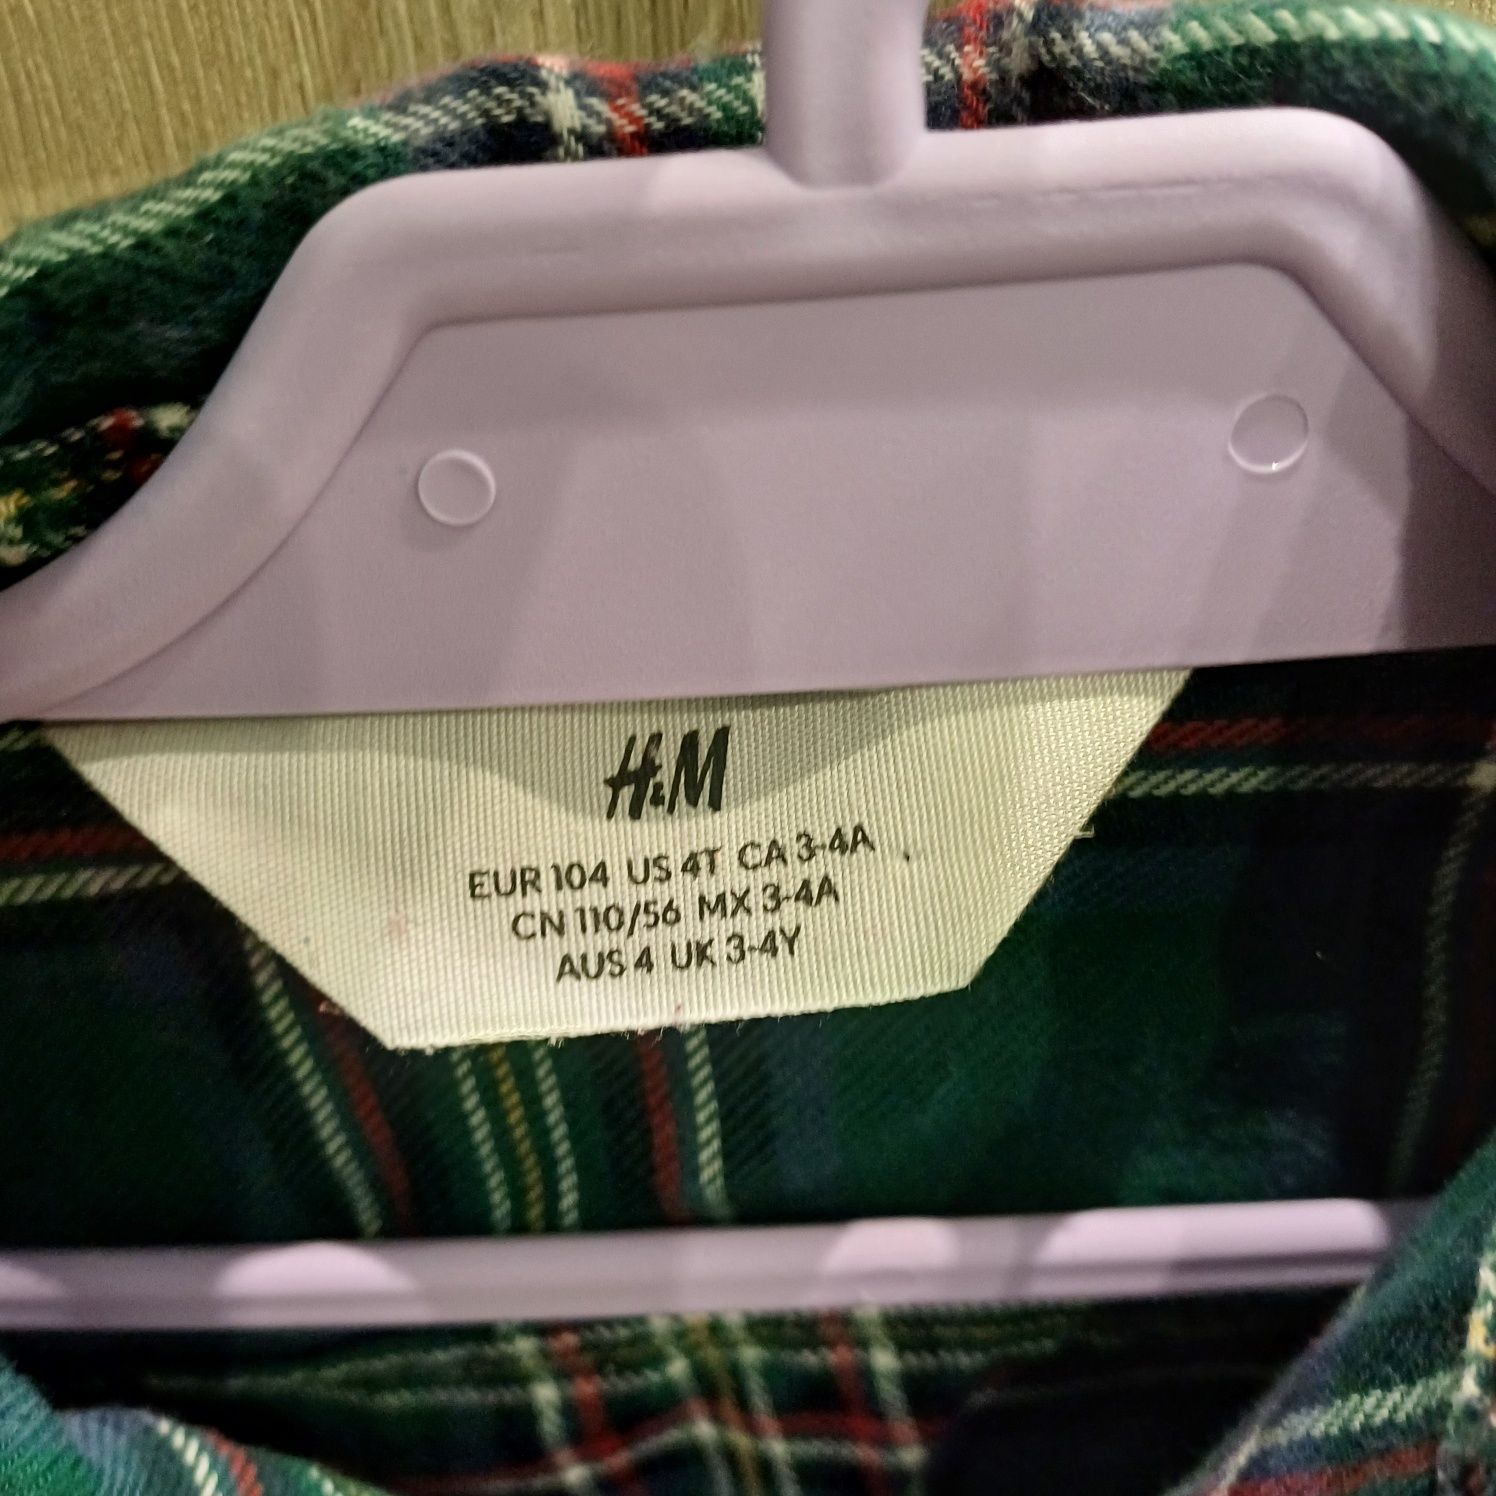 H&M
EUR 104 US 4T CA 3-4A
CN 110/56 MX 3-4A
AUS 4 UK 3-4Y